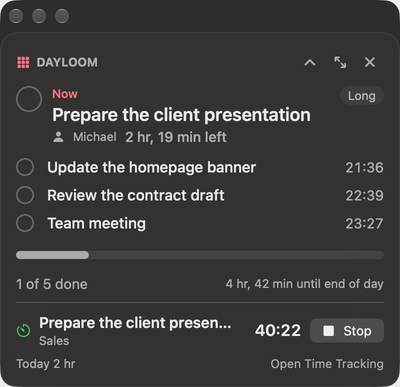 DAYLOOM
Now
Long
Prepare the client presentation
Michael 2 hr, 19 min left
Update the homepage banner 21:36
Review the contract draft 22:39
Team meeting 23:27
1 of 5 done 4 hr, 42 min until end of day
Prepare the client presen... 40:22 Stop
Sales
Today 2 hr Open Time Tracking